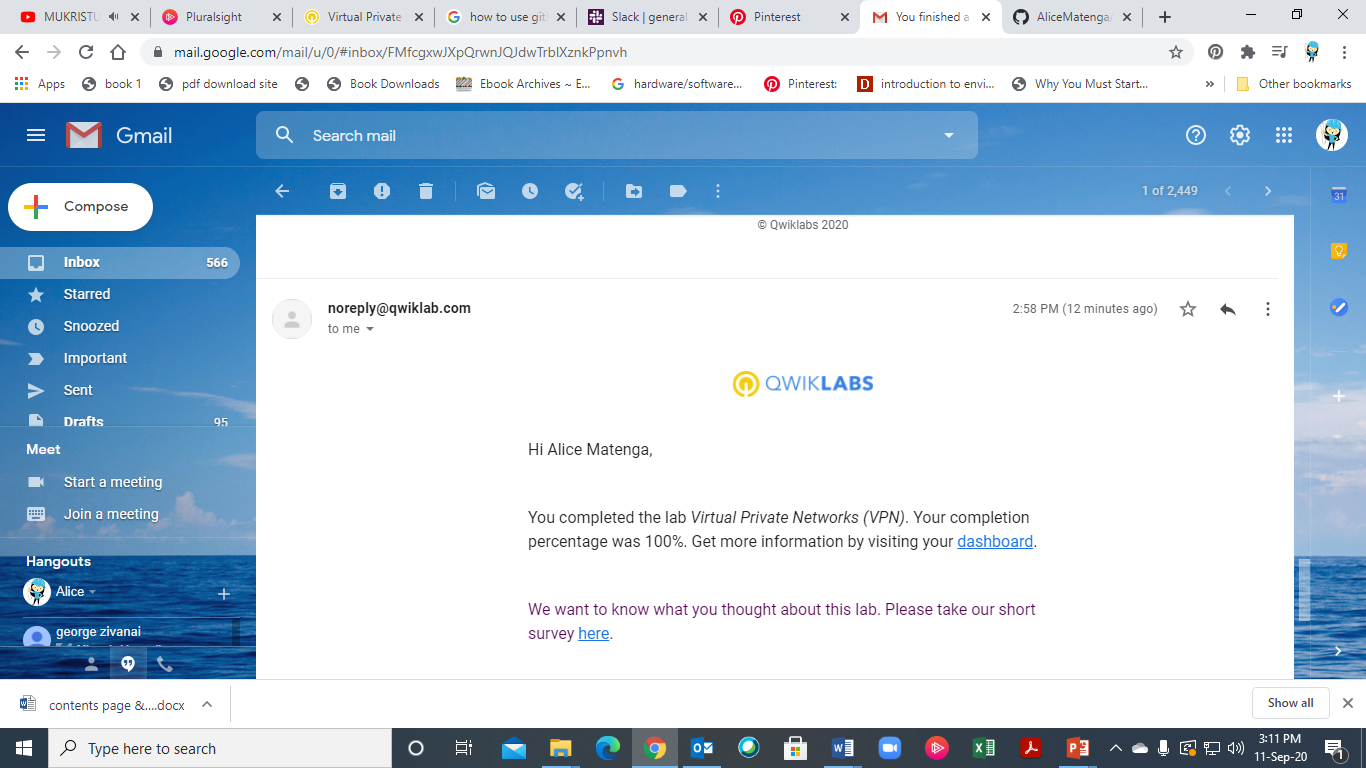 MUKRIST
Pluralsight
Virtual Private
how to use git
Slack | general
Pinterest
You finished a
AliceMatenga/
mail.google.com/mail/u/0/#inbox/FMfcgxwJXpQrwnJQJdwTrblXznkPpnvh
Apps
book 1
pdf download site
Book Downloads
Ebook Archives ~ E...
hardware/software...
Pinterest:
introduction to envi...
Why You Must Start...
»
Other bookmarks
Gmail
Search mail
Compose
1 of 2,449
31
© Qwiklabs 2020
Inbox 566
Starred
Snoozed
Important
Sent
Drafts 95
Meet
Start a meeting
Join a meeting
Hangouts
Alice
george zivanai
noreply@qwiklab.com
2:58 PM (12 minutes ago)
to me
QWIKLABS
Hi Alice Matenga,
You completed the lab Virtual Private Networks (VPN). Your completion
percentage was 100%. Get more information by visiting your dashboard.
We want to know what you thought about this lab. Please take our short
survey here.
contents page &....docx
Show all
Type here to search
3:11 PM
11-Sep-20
1